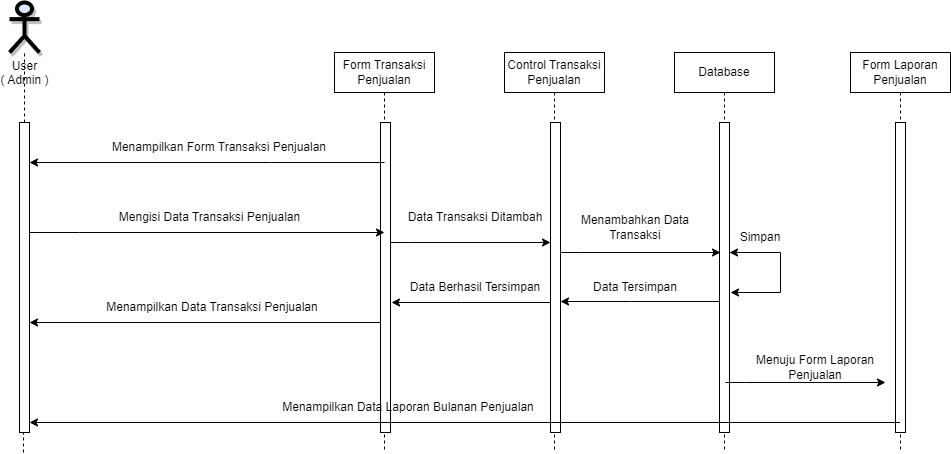 User
( Admin )
Form Transaksi
Penjualan
Control Transaksi
Penjualan
Database
Form Laporan
Penjualan
Menampilkan Form Transaksi Penjualan
Mengisi Data Transaksi Penjualan
Data Transaksi Ditambah
Menambahkan Data
Transaksi
Simpan
Data Tersimpan
Data Berhasil Tersimpan
Menampilkan Data Transaksi Penjualan
Menuju Form Laporan
Penjualan
Menampilkan Data Laporan Bulanan Penjualan